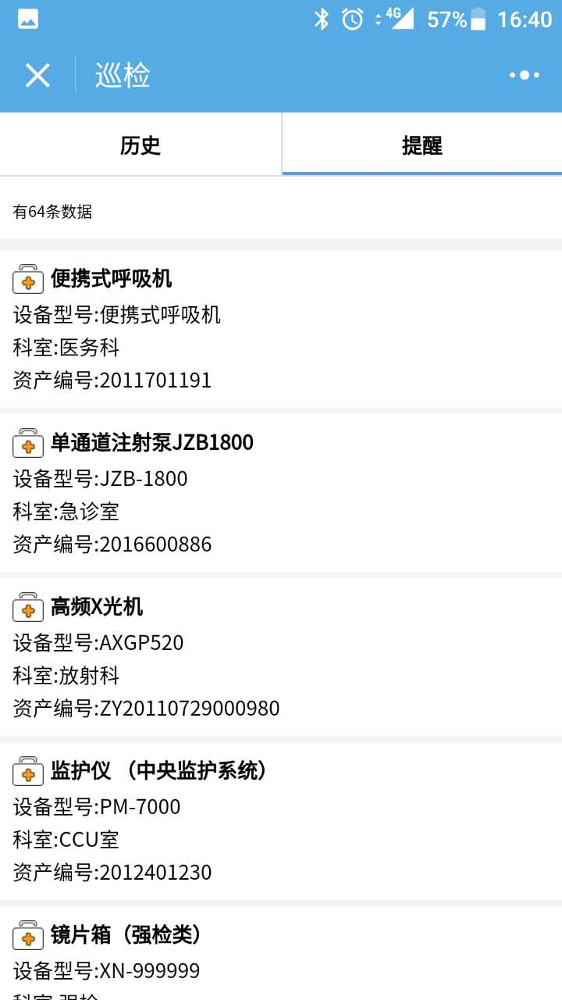 4G 57% 16:40
巡检
历史 提醒
有64条数据
便携式呼吸机
设备型号:便携式呼吸机
科室:医务科
资产编号:2011701191
单通道注射泵JZB1800
设备型号:JZB-1800
科室:急诊室
资产编号:2016600886
高频X光机
设备型号:AXGP520
科室:放射科
资产编号:ZY20110729000980
监护仪 （中央监护系统）
设备型号:PM-7000
科室:CCU室
资产编号:2012401230
镜片箱（强检类）
设备型号:XN-999999
科室:强检